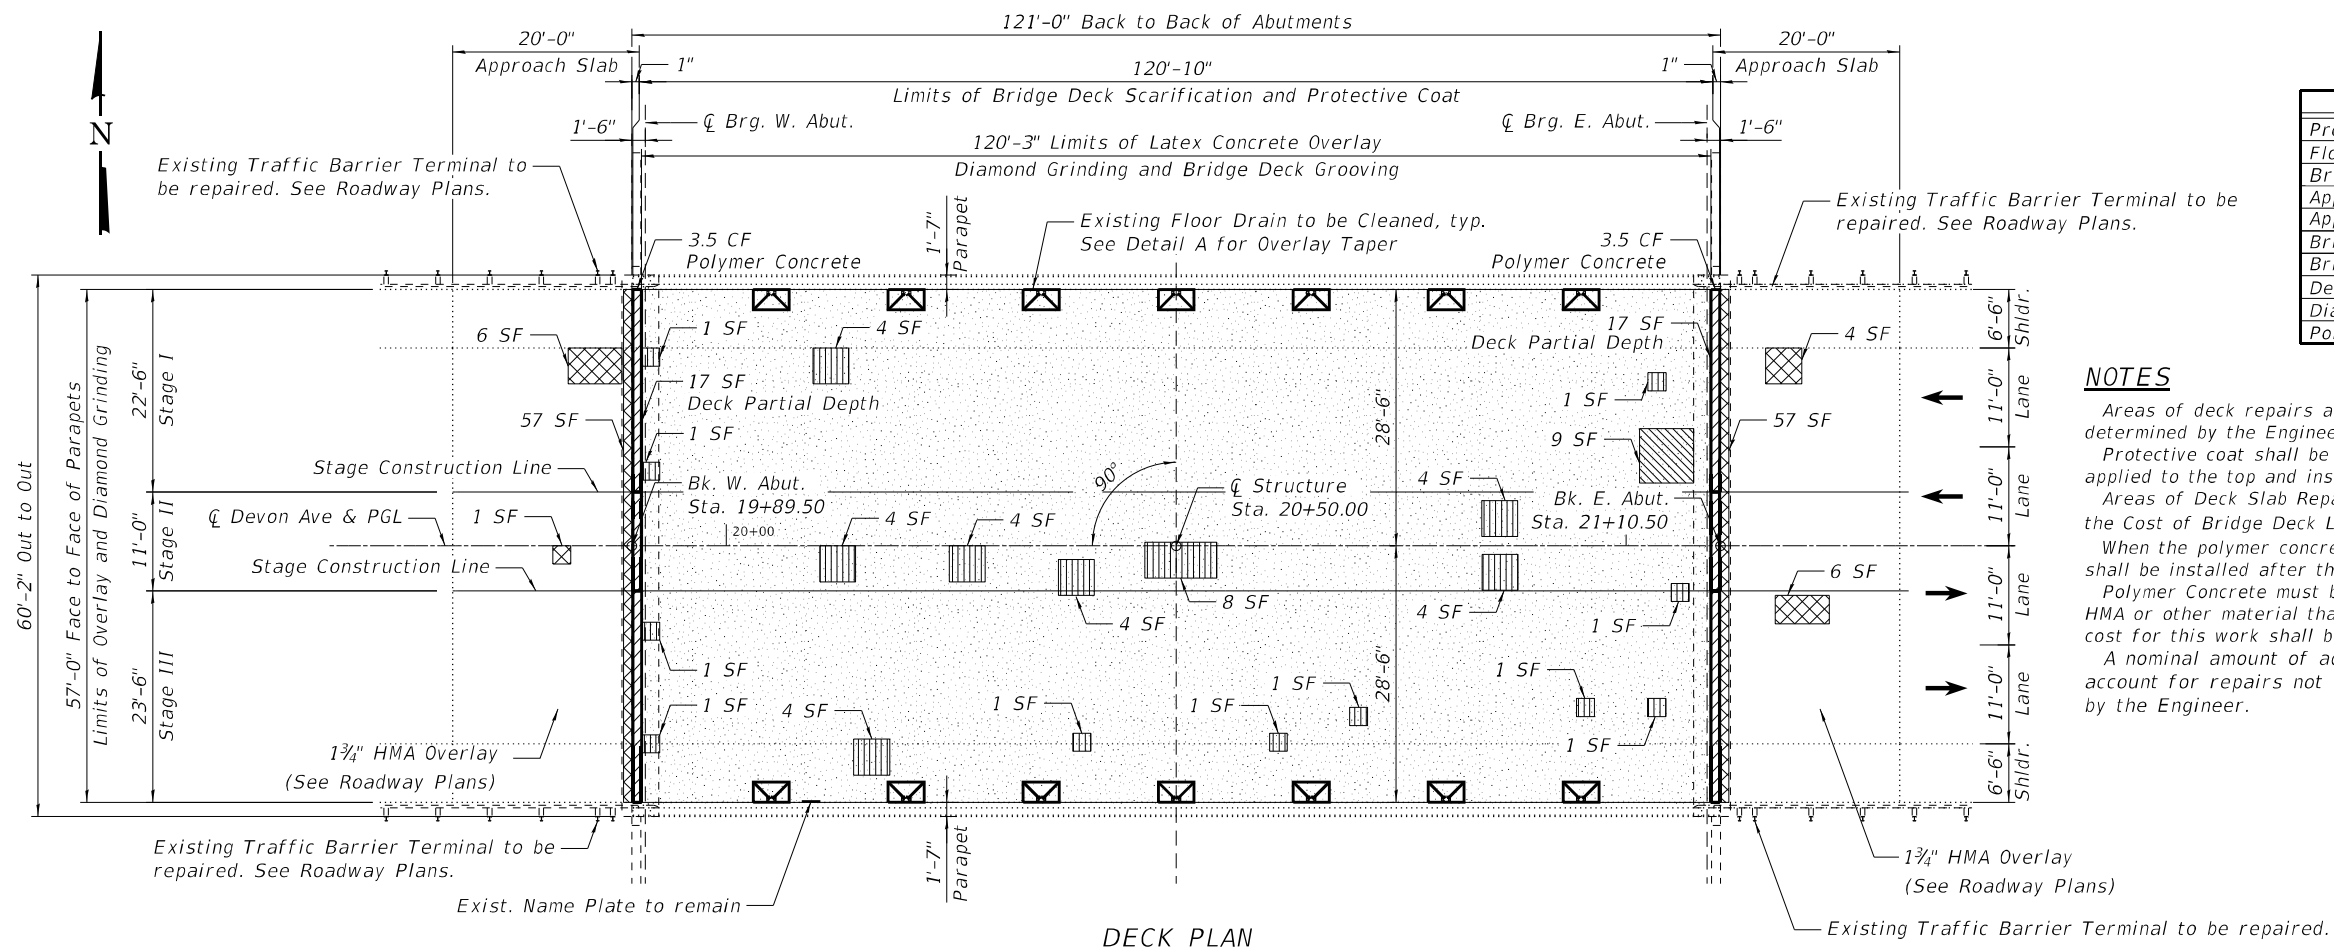 121'-0" Back to Back of Abutments
20'-0"
Approach Slab
1"
120'-10"
Limits of Bridge Deck Scarification and Protective Coat
1"
20'-0"
Approach Slab
N
1'-6"
℄ Brg. W. Abut.
℄ Brg. E. Abut.
1'-6"
120'-3" Limits of Latex Concrete Overlay
Diamond Grinding and Bridge Deck Grooving
Existing Traffic Barrier Terminal to
be repaired. See Roadway Plans.
Existing Traffic Barrier Terminal to be
repaired. See Roadway Plans.
1'-7"
Parapet
Existing Floor Drain to be Cleaned, typ.
See Detail A for Overlay Taper
3.5 CF
Polymer Concrete
3.5 CF
Polymer Concrete
6 SF
1 SF
4 SF
17 SF
Deck Partial Depth
4 SF
6'-6"
Shldr.
17 SF
Deck Partial Depth
57 SF
1 SF
1 SF
9 SF
57 SF
28'-6"
11'-0"
Lane
11'-0"
Lane
60'-2" Out to Out
57'-0" Face to Face of Parapets
Limits of Overlay and Diamond Grinding
22'-6"
Stage I
11'-0"
Stage II
23'-6"
Stage III
Stage Construction Line
℄ Devon Ave & PGL
1 SF
Stage Construction Line
Bk. W. Abut.
Sta. 19+89.50
20+00
90°
℄ Structure
Sta. 20+50.00
4 SF
Bk. E. Abut.
Sta. 21+10.50
4 SF
4 SF
4 SF
8 SF
4 SF
1 SF
6 SF
11'-0"
Lane
11'-0"
Lane
6'-6"
Shldr.
1 SF
1 SF
4 SF
1 SF
1 SF
1 SF
1 SF
1 SF
28'-6"
1¾" HMA Overlay
(See Roadway Plans)
1'-7"
Parapet
Existing Traffic Barrier Terminal to be
repaired. See Roadway Plans.
Exist. Name Plate to remain
1¾" HMA Overlay
(See Roadway Plans)
Existing Traffic Barrier Terminal to be repaired.
DECK PLAN
NOTES
Areas of deck repairs a
determined by the Enginee
Protective coat shall be
applied to the top and ins
Areas of Deck Slab Repa
the Cost of Bridge Deck L
When the polymer concre
shall be installed after th
Polymer Concrete must b
HMA or other material tha
cost for this work shall b
A nominal amount of ad
account for repairs not
by the Engineer.
Pro
Flo
Br
App
App
Bri
Bri
De
Dia
Po